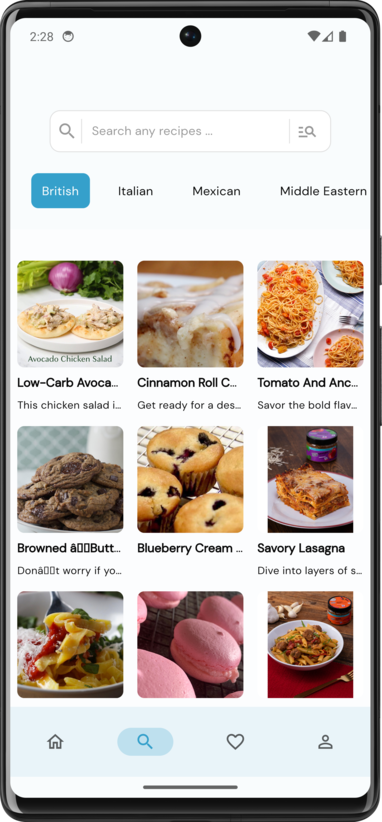 2:28
Search any recipes ...
British Italian Mexican Middle Eastern
Avocado Chicken Salad
Low-Carb Avoca... Cinnamon Roll C... Tomato And Anc...
This chicken salad i... Get ready for a des... Savor the bold flav...
Browned â▯▯Butt... Blueberry Cream ... Savory Lasagna
Donâ▯▯t worry if yo... Dive into layers of s...